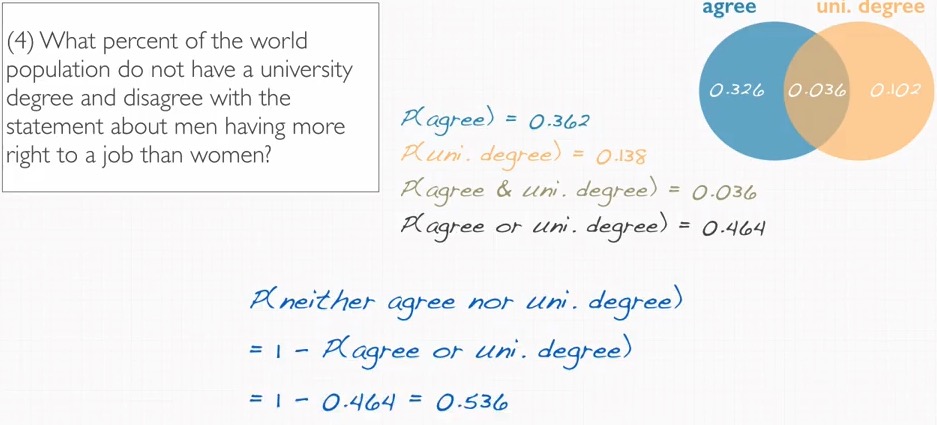 agree uni. degree
(4) What percent of the world
population do not have a university
degree and disagree with the
statement about men having more
right to a job than women?
0.326 0.036 0.102
P(agree) = 0.362
P(uni. degree) = 0.138
P(agree & uni. degree) = 0.036
P(agree or uni. degree) = 0.464
P(neither agree nor uni. degree)
= 1 - P(agree or uni. degree)
= 1 - 0.464 = 0.536